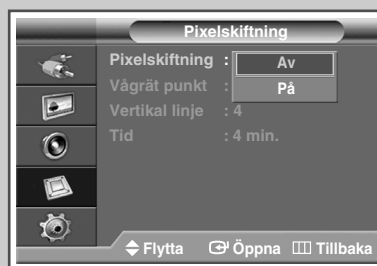 Pixelskiftning
Pixelskiftning : Av
Vågrät punkt : På
Vertikal linje : 4
Tid : 4 min.
Flytta Öppna Tillbaka